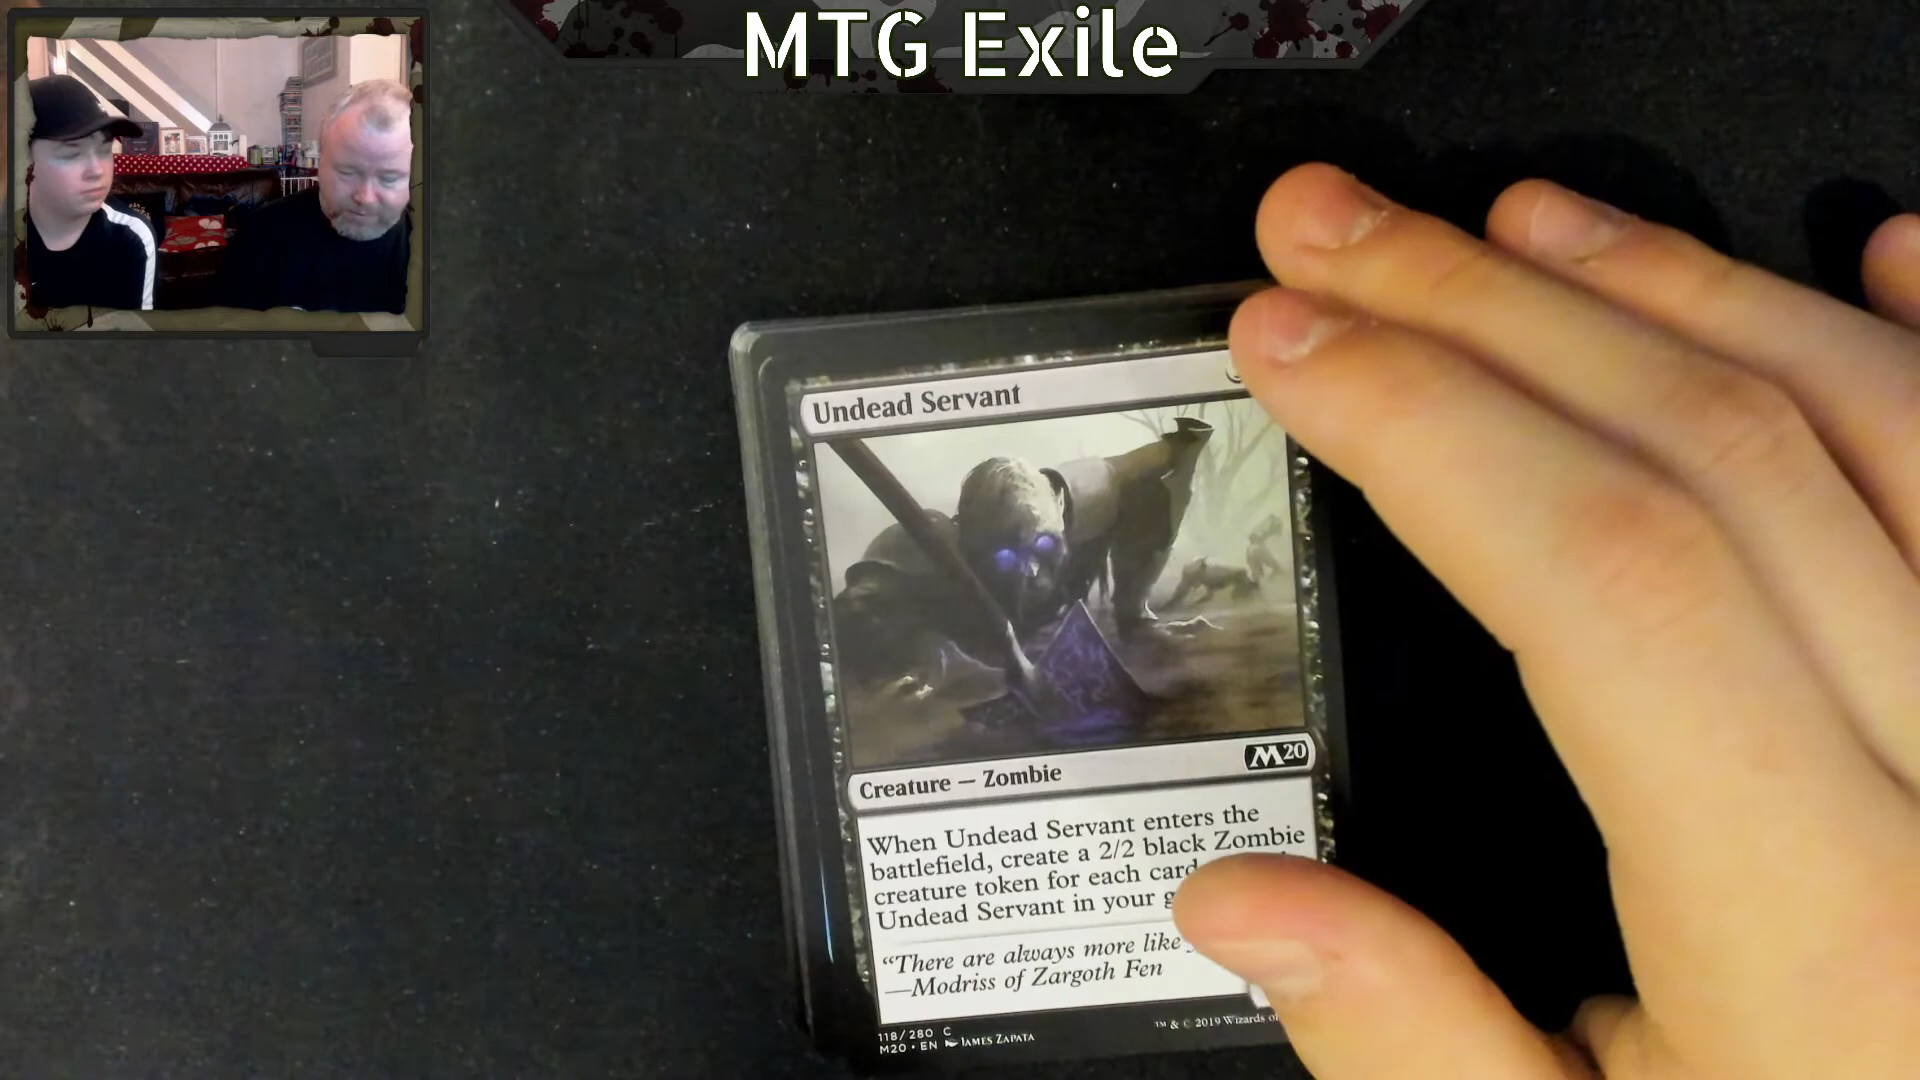 MTG Exile
Undead Servant
Creature — Zombie
M20
When Undead Servant enters the
battlefield, create a 2/2 black Zombie
creature token for each card
Undead Servant in your
“There are always more like
—Modriss of Zargoth Fen
118/280 C
M20 • EN JAMES ZAPATA
™ & © 2019 Wizards of